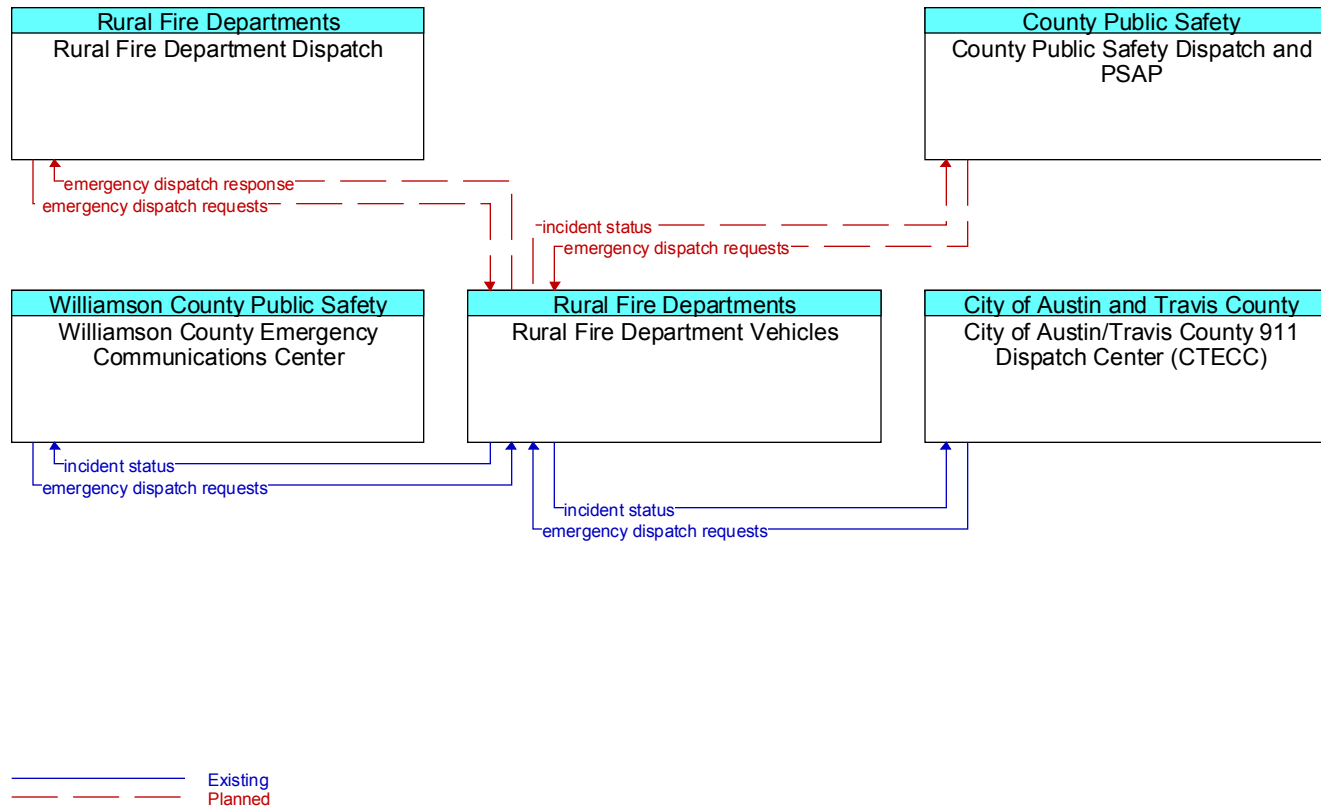 Rural Fire Departments
Rural Fire Department Dispatch
County Public Safety
County Public Safety Dispatch and
PSAP
emergency dispatch response
emergency dispatch requests
incident status
emergency dispatch requests
Williamson County Public Safety
Williamson County Emergency
Communications Center
Rural Fire Departments
Rural Fire Department Vehicles
City of Austin and Travis County
City of Austin/Travis County 911
Dispatch Center (CTECC)
incident status
emergency dispatch requests
incident status
emergency dispatch requests
Existing
Planned